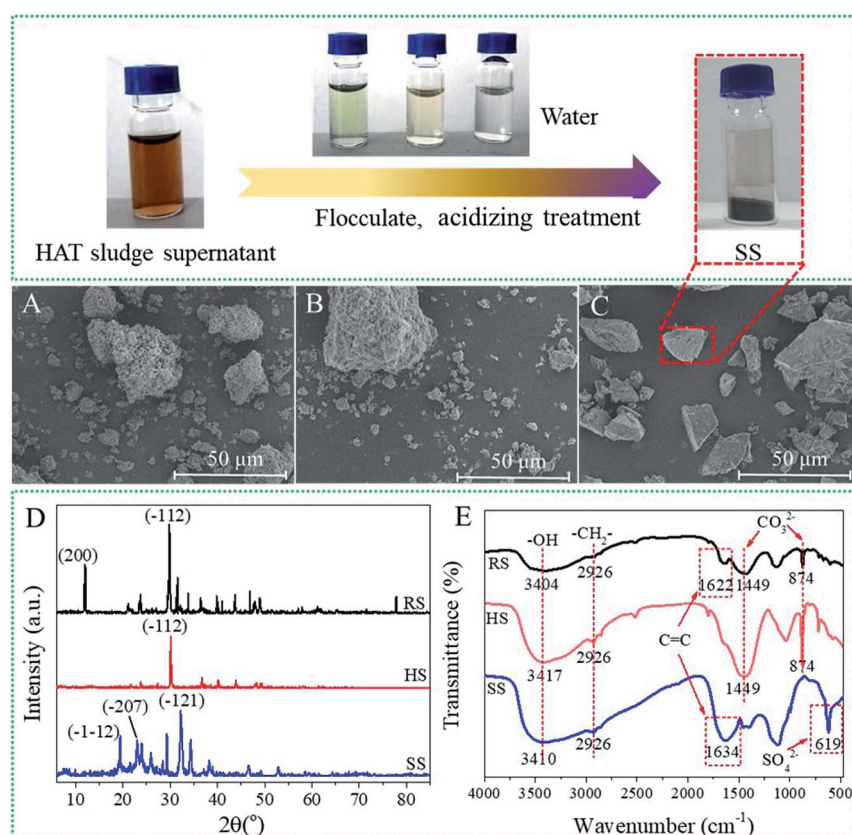 Water
Flocculate, acidizing treatment
HAT sludge supernatant
SS
A
B
C
50 μm
50 μm
50 μm
D
(-112)
(200)
RS
(-112)
HS
(-121)
(-207)
(-1-12)
SS
Intensity (a.u.)
10 20 30 40 50 60 70 80
2θ(°)
E
-OH
-CH₂-
CO₃²⁻
RS
3404
2926
1622
1449
874
HS
C=C
3417
2926
1449
874
SS
3410
2926
1634
SO₄²⁻
619
Transmittance (%)
4000 3500 3000 2500 2000 1500 1000 500
Wavenumber (cm⁻¹)